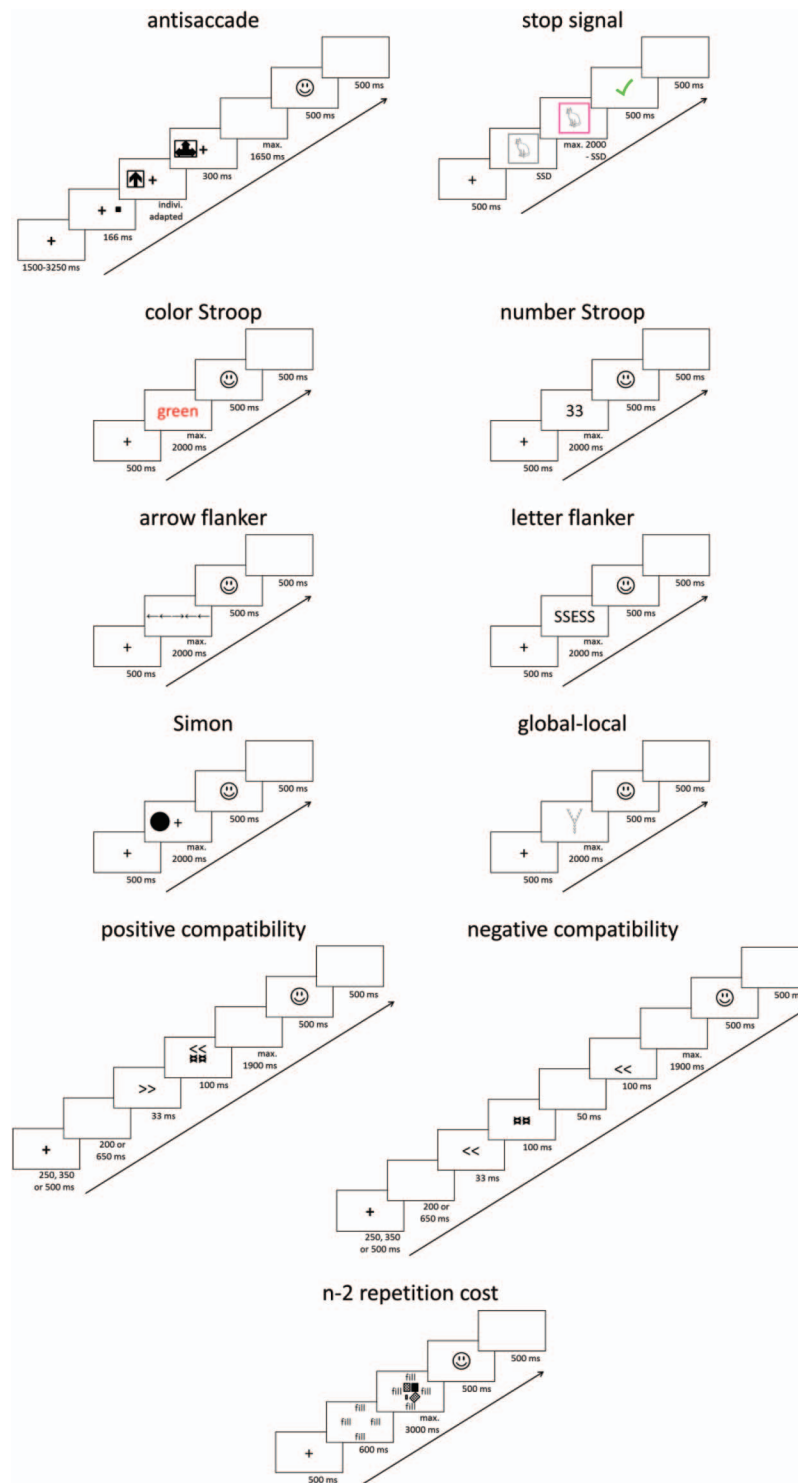 antisaccade
500 ms
500 ms
max.
1650 ms
300 ms
indivi.
adapted
166 ms
+
1500-3250 ms
stop signal
500 ms
500 ms
max. 2000
- SSD
SSD
+
500 ms
color Stroop
500 ms
500 ms
green
max.
2000 ms
+
500 ms
number Stroop
500 ms
500 ms
33
max.
2000 ms
+
500 ms
arrow flanker
500 ms
500 ms
←←→←←
max.
2000 ms
+
500 ms
letter flanker
500 ms
500 ms
SSESS
max.
2000 ms
+
500 ms
Simon
500 ms
500 ms
+
max.
2000 ms
+
500 ms
global-local
500 ms
500 ms
Y
max.
2000 ms
+
500 ms
positive compatibility
500 ms
500 ms
max.
1900 ms
<<
100 ms
>>
33 ms
200 or
650 ms
+
250, 350
or 500 ms
negative compatibility
500 m
500 ms
max.
1900 ms
<<
100 ms
50 ms
100 ms
<<
33 ms
200 or
650 ms
+
250, 350
or 500 ms
n-2 repetition cost
500 ms
500 ms
fill
fill fill
fill
max.
3000 ms
fill
fill fill
fill
600 ms
+
500 ms